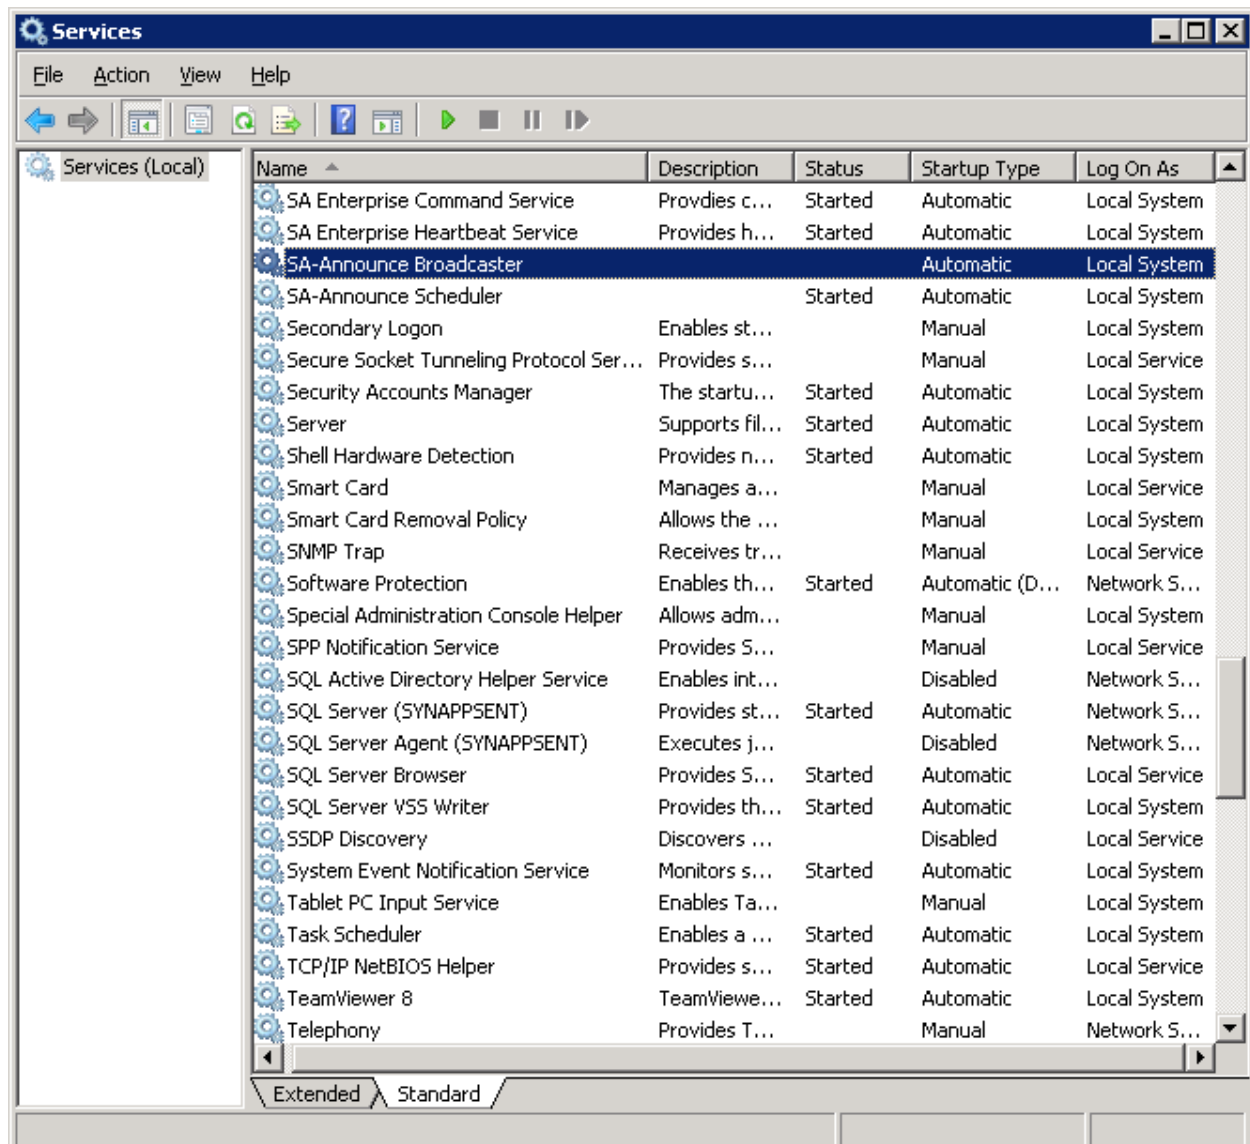 Services
File Action View Help
Services (Local)
Name Description Status Startup Type Log On As
SA Enterprise Command Service Provdies c... Started Automatic Local System
SA Enterprise Heartbeat Service Provides h... Started Automatic Local System
SA-Announce Broadcaster Automatic Local System
SA-Announce Scheduler Started Automatic Local System
Secondary Logon Enables st... Manual Local System
Secure Socket Tunneling Protocol Ser... Provides s... Manual Local Service
Security Accounts Manager The startu... Started Automatic Local System
Server Supports fil... Started Automatic Local System
Shell Hardware Detection Provides n... Started Automatic Local System
Smart Card Manages a... Manual Local Service
Smart Card Removal Policy Allows the ... Manual Local System
SNMP Trap Receives tr... Manual Local Service
Software Protection Enables th... Started Automatic (D... Network S...
Special Administration Console Helper Allows adm... Manual Local System
SPP Notification Service Provides S... Manual Local Service
SQL Active Directory Helper Service Enables int... Disabled Network S...
SQL Server (SYNAPPSENT) Provides st... Started Automatic Network S...
SQL Server Agent (SYNAPPSENT) Executes j... Disabled Network S...
SQL Server Browser Provides S... Started Automatic Local Service
SQL Server VSS Writer Provides th... Started Automatic Local System
SSDP Discovery Discovers ... Disabled Local Service
System Event Notification Service Monitors s... Started Automatic Local System
Tablet PC Input Service Enables Ta... Manual Local System
Task Scheduler Enables a ... Started Automatic Local System
TCP/IP NetBIOS Helper Provides s... Started Automatic Local Service
TeamViewer 8 TeamViewe... Started Automatic Local System
Telephony Provides T... Manual Network S...
Extended Standard